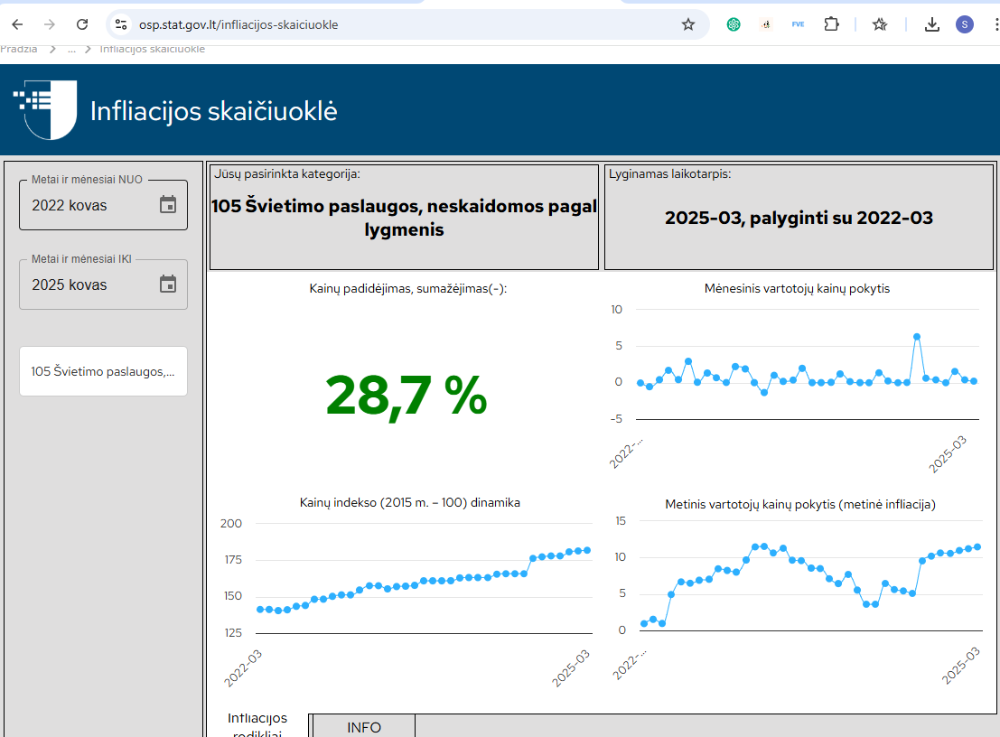 osp.stat.gov.lt/infliacijos-skaiciuokle
FVE
S
Pradžia > ... > Infliacijos skaičiuoklė
Infliacijos skaičiuoklė
Metai ir mėnesiai NUO
2022 kovas
Metai ir mėnesiai IKI
2025 kovas
105 Švietimo paslaugos,...
Jūsų pasirinkta kategorija:
105 Švietimo paslaugos, neskaidomos pagal
lygmenis
Lyginamas laikotarpis:
2025-03, palyginti su 2022-03
Kainų padidėjimas, sumažėjimas(-):
28,7 %
Mėnesinis vartotojų kainų pokytis
10
5
0
-5
2022-...
2025-03
Kainų indekso (2015 m. – 100) dinamika
200
175
150
125
2022-03
2025-03
Metinis vartotojų kainų pokytis (metinė infliacija)
15
10
5
0
2022-...
2025-03
Infliacijos
rodikliai
INFO